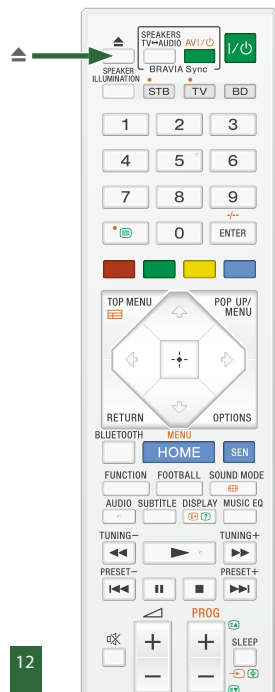 SPEAKERS
TV↔AUDIO AV I/⏻
I/⏻
SPEAKER
ILLUMINATION
BRAVIA Sync
STB TV BD
1 2 3
4 5 6
7 8 9
-/--
0 ENTER
TOP MENU POP UP/
MENU
RETURN OPTIONS
BLUETOOTH MENU
HOME SEN
FUNCTION FOOTBALL SOUND MODE
AUDIO SUBTITLE DISPLAY MUSIC EQ
TUNING– TUNING+
PRESET– PRESET+
PROG
+ +
SLEEP
– –
12